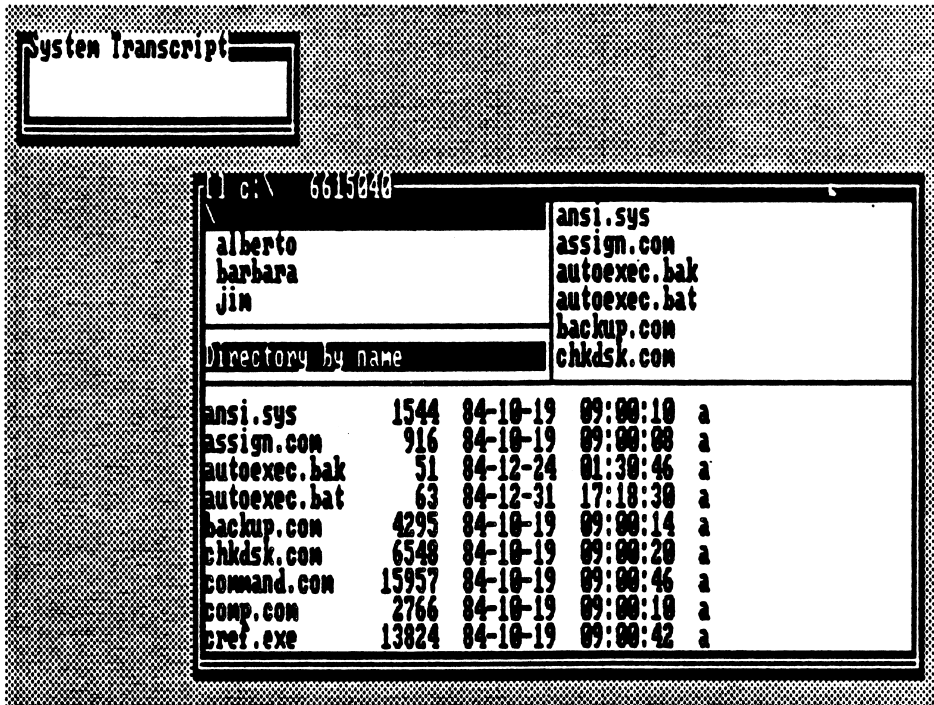 System Transcript
[] c:\ 6615040
\
alberto
barbara
jim
Directory by name
ansi.sys
assign.com
autoexec.bak
autoexec.bat
backup.com
chkdsk.com
ansi.sys 1544 84-10-19 09:00:10 a
assign.com 916 84-10-19 09:00:08 a
autoexec.bak 51 84-12-24 01:30:46 a
autoexec.bat 63 84-12-31 17:18:30 a
backup.com 4295 84-10-19 09:00:14 a
chkdsk.com 6548 84-10-19 09:00:20 a
command.com 15957 84-10-19 09:00:46 a
comp.com 2766 84-10-19 09:00:10 a
cref.exe 13824 84-10-19 09:00:42 a